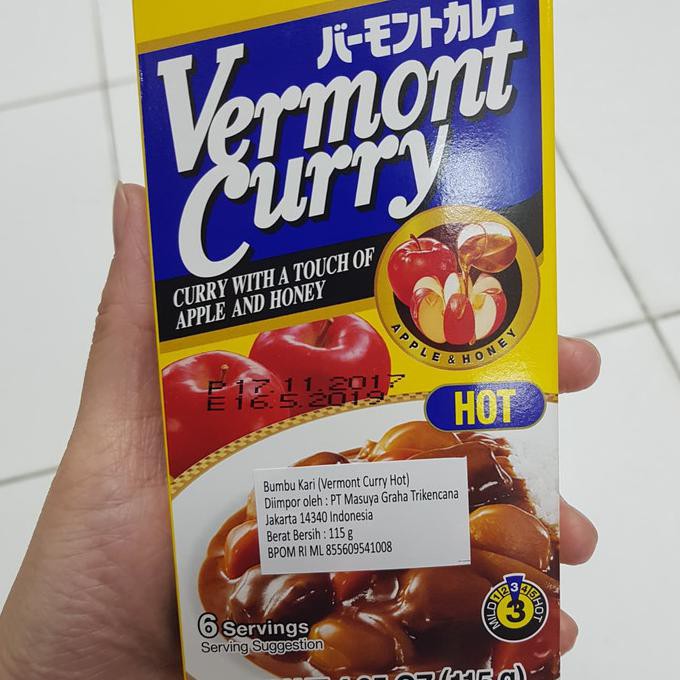 バーモントカレー
Vermont
Curry
CURRY WITH A TOUCH OF
APPLE AND HONEY
APPLE & HONEY
P 17.11.2017
E 16.5.2019
HOT
Bumbu Kari (Vermont Curry Hot)
Diimpor oleh : PT Masuya Graha Trikencana
Jakarta 14340 Indonesia
Berat Bersih : 115 g
BPOM RI ML 855609541008
MILD 1 2 3 4 5 HOT
3
6 Servings
Serving Suggestion
(115 g)